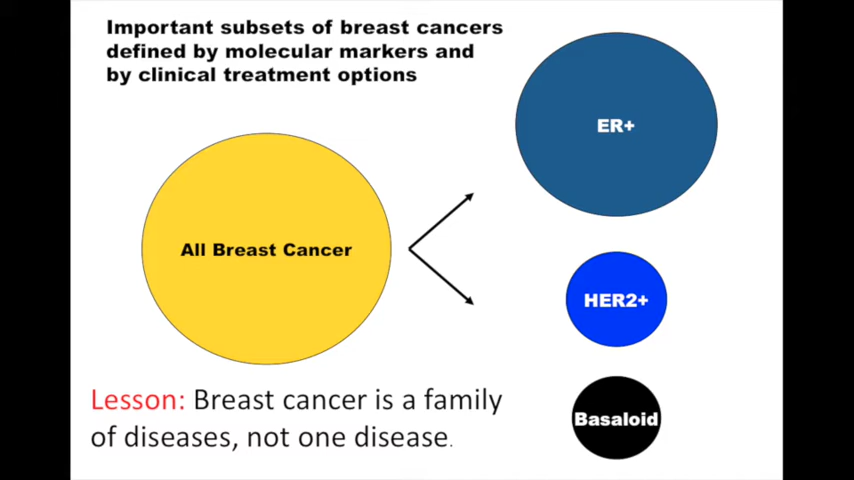 Important subsets of breast cancers
defined by molecular markers and
by clinical treatment options
ER+
All Breast Cancer
HER2+
Basaloid
Lesson: Breast cancer is a family
of diseases, not one disease.